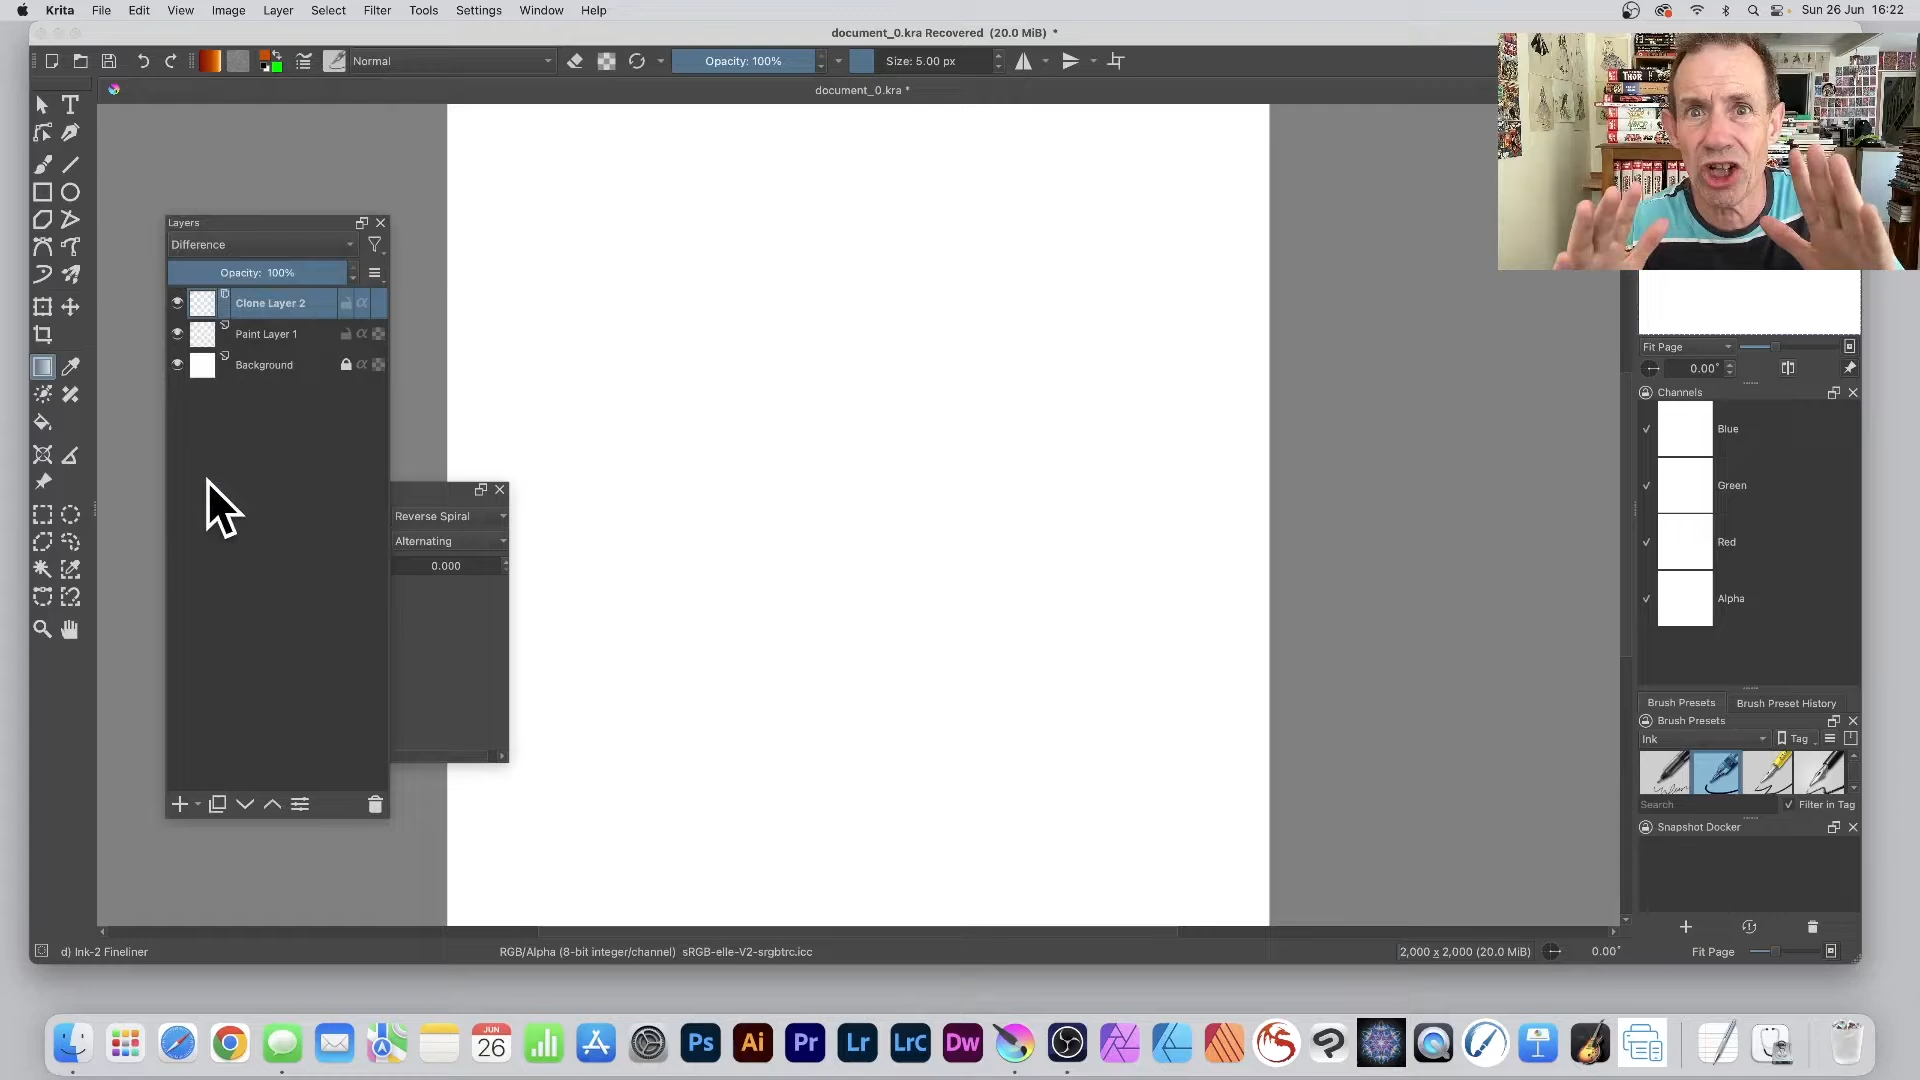 Krita File Edit View Image Layer Select Filter Tools Settings Window Help
Sun 26 Jun 16:22
document_0.kra Recovered (20.0 MiB) *
Normal
Opacity: 100%
Size: 5.00 px
document_0.kra *
THOR
Layers
Difference
Opacity: 100%
Clone Layer 2
Paint Layer 1
Background
Reverse Spiral
Alternating
0.000
Fit Page
0.00°
Channels
Blue
Green
Red
Alpha
Brush Presets
Brush Preset History
Brush Presets
Ink
Tag
Search
Filter in Tag
Snapshot Docker
d) Ink-2 Fineliner
RGB/Alpha (8-bit integer/channel) sRGB-elle-V2-srgbtrc.icc
2,000 x 2,000 (20.0 MiB)
0.00°
Fit Page
JUN
26
Ps
Ai
Pr
Lr
LrC
Dw